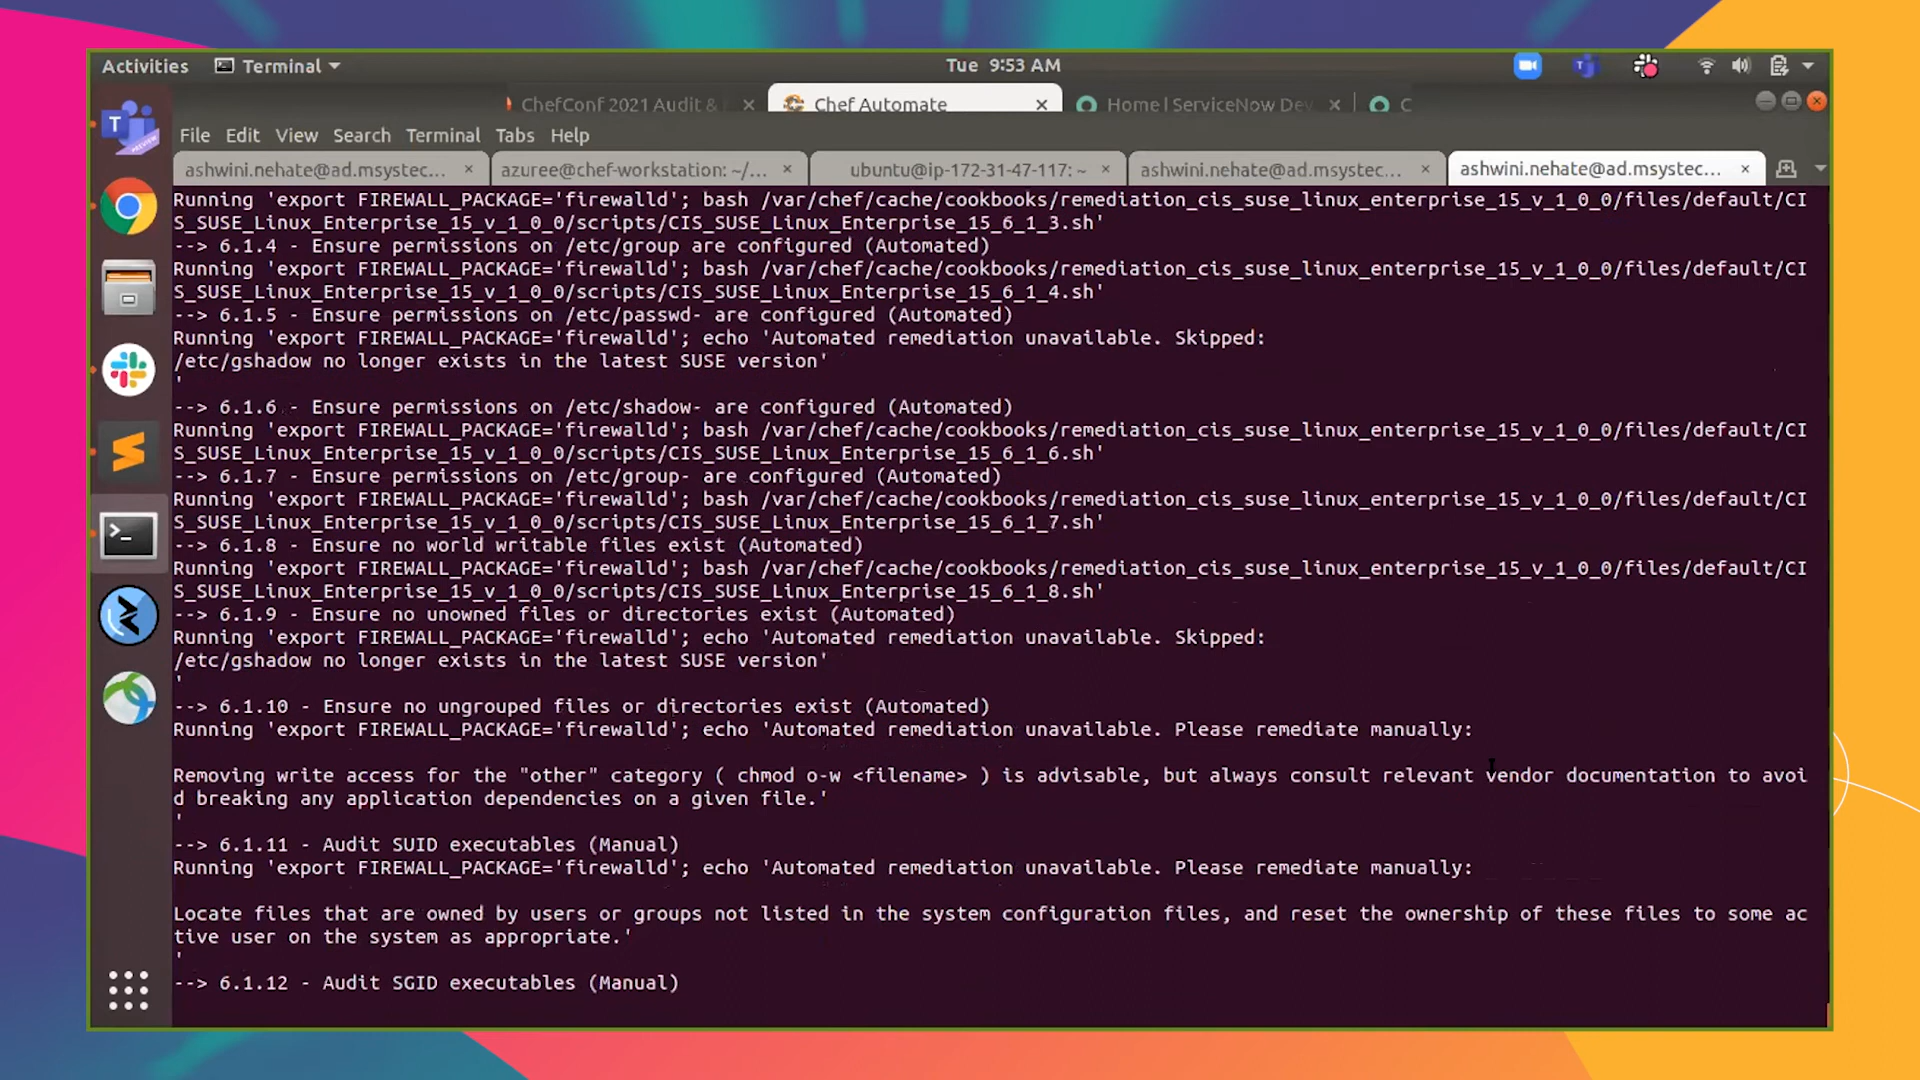 Activities Terminal Tue 9:53 AM
ChefConf 2021 Audit & × Chef Automate × Home | ServiceNow Dev × C
File Edit View Search Terminal Tabs Help
ashwini.nehate@ad.msystec... × azuree@chef-workstation: ~/... × ubuntu@ip-172-31-47-117: ~ × ashwini.nehate@ad.msystec... × ashwini.nehate@ad.msystec... ×
Running 'export FIREWALL_PACKAGE='firewalld'; bash /var/chef/cache/cookbooks/remediation_cis_suse_linux_enterprise_15_v_1_0_0/files/default/CI
S_SUSE_Linux_Enterprise_15_v_1_0_0/scripts/CIS_SUSE_Linux_Enterprise_15_6_1_3.sh'
--> 6.1.4 - Ensure permissions on /etc/group are configured (Automated)
Running 'export FIREWALL_PACKAGE='firewalld'; bash /var/chef/cache/cookbooks/remediation_cis_suse_linux_enterprise_15_v_1_0_0/files/default/CI
S_SUSE_Linux_Enterprise_15_v_1_0_0/scripts/CIS_SUSE_Linux_Enterprise_15_6_1_4.sh'
--> 6.1.5 - Ensure permissions on /etc/passwd- are configured (Automated)
Running 'export FIREWALL_PACKAGE='firewalld'; echo 'Automated remediation unavailable. Skipped:
/etc/gshadow no longer exists in the latest SUSE version'
'
--> 6.1.6 - Ensure permissions on /etc/shadow- are configured (Automated)
Running 'export FIREWALL_PACKAGE='firewalld'; bash /var/chef/cache/cookbooks/remediation_cis_suse_linux_enterprise_15_v_1_0_0/files/default/CI
S_SUSE_Linux_Enterprise_15_v_1_0_0/scripts/CIS_SUSE_Linux_Enterprise_15_6_1_6.sh'
--> 6.1.7 - Ensure permissions on /etc/group- are configured (Automated)
Running 'export FIREWALL_PACKAGE='firewalld'; bash /var/chef/cache/cookbooks/remediation_cis_suse_linux_enterprise_15_v_1_0_0/files/default/CI
S_SUSE_Linux_Enterprise_15_v_1_0_0/scripts/CIS_SUSE_Linux_Enterprise_15_6_1_7.sh'
--> 6.1.8 - Ensure no world writable files exist (Automated)
Running 'export FIREWALL_PACKAGE='firewalld'; bash /var/chef/cache/cookbooks/remediation_cis_suse_linux_enterprise_15_v_1_0_0/files/default/CI
S_SUSE_Linux_Enterprise_15_v_1_0_0/scripts/CIS_SUSE_Linux_Enterprise_15_6_1_8.sh'
--> 6.1.9 - Ensure no unowned files or directories exist (Automated)
Running 'export FIREWALL_PACKAGE='firewalld'; echo 'Automated remediation unavailable. Skipped:
/etc/gshadow no longer exists in the latest SUSE version'
'
--> 6.1.10 - Ensure no ungrouped files or directories exist (Automated)
Running 'export FIREWALL_PACKAGE='firewalld'; echo 'Automated remediation unavailable. Please remediate manually:
Removing write access for the "other" category ( chmod o-w <filename> ) is advisable, but always consult relevant vendor documentation to avoi
d breaking any application dependencies on a given file.'
'
--> 6.1.11 - Audit SUID executables (Manual)
Running 'export FIREWALL_PACKAGE='firewalld'; echo 'Automated remediation unavailable. Please remediate manually:
Locate files that are owned by users or groups not listed in the system configuration files, and reset the ownership of these files to some ac
tive user on the system as appropriate.'
'
--> 6.1.12 - Audit SGID executables (Manual)